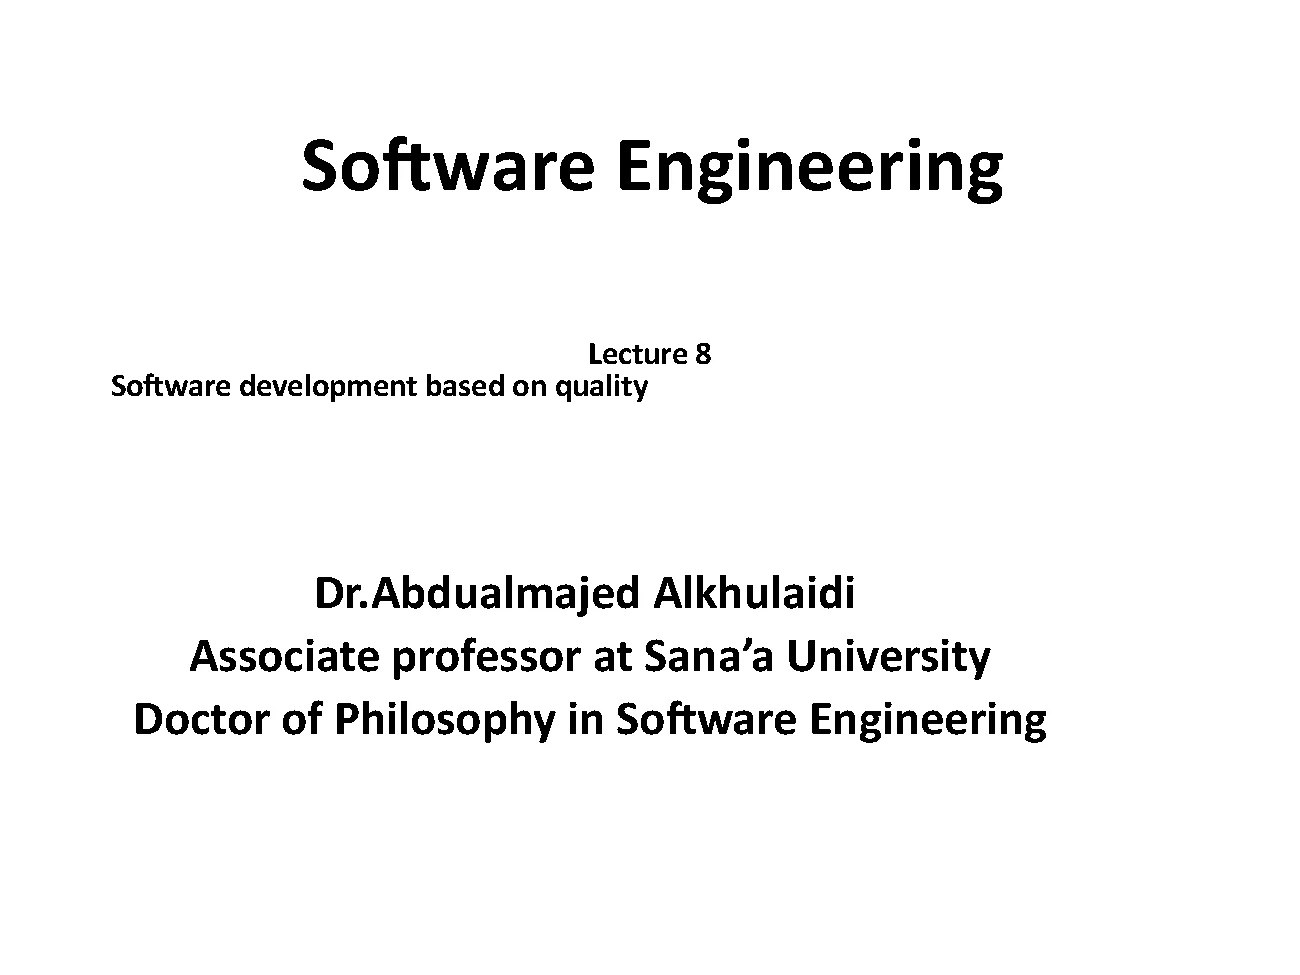 Software Engineering
Lecture 8
Software development based on quality
Dr.Abdualmajed Alkhulaidi
Associate professor at Sana’a University
Doctor of Philosophy in Software Engineering